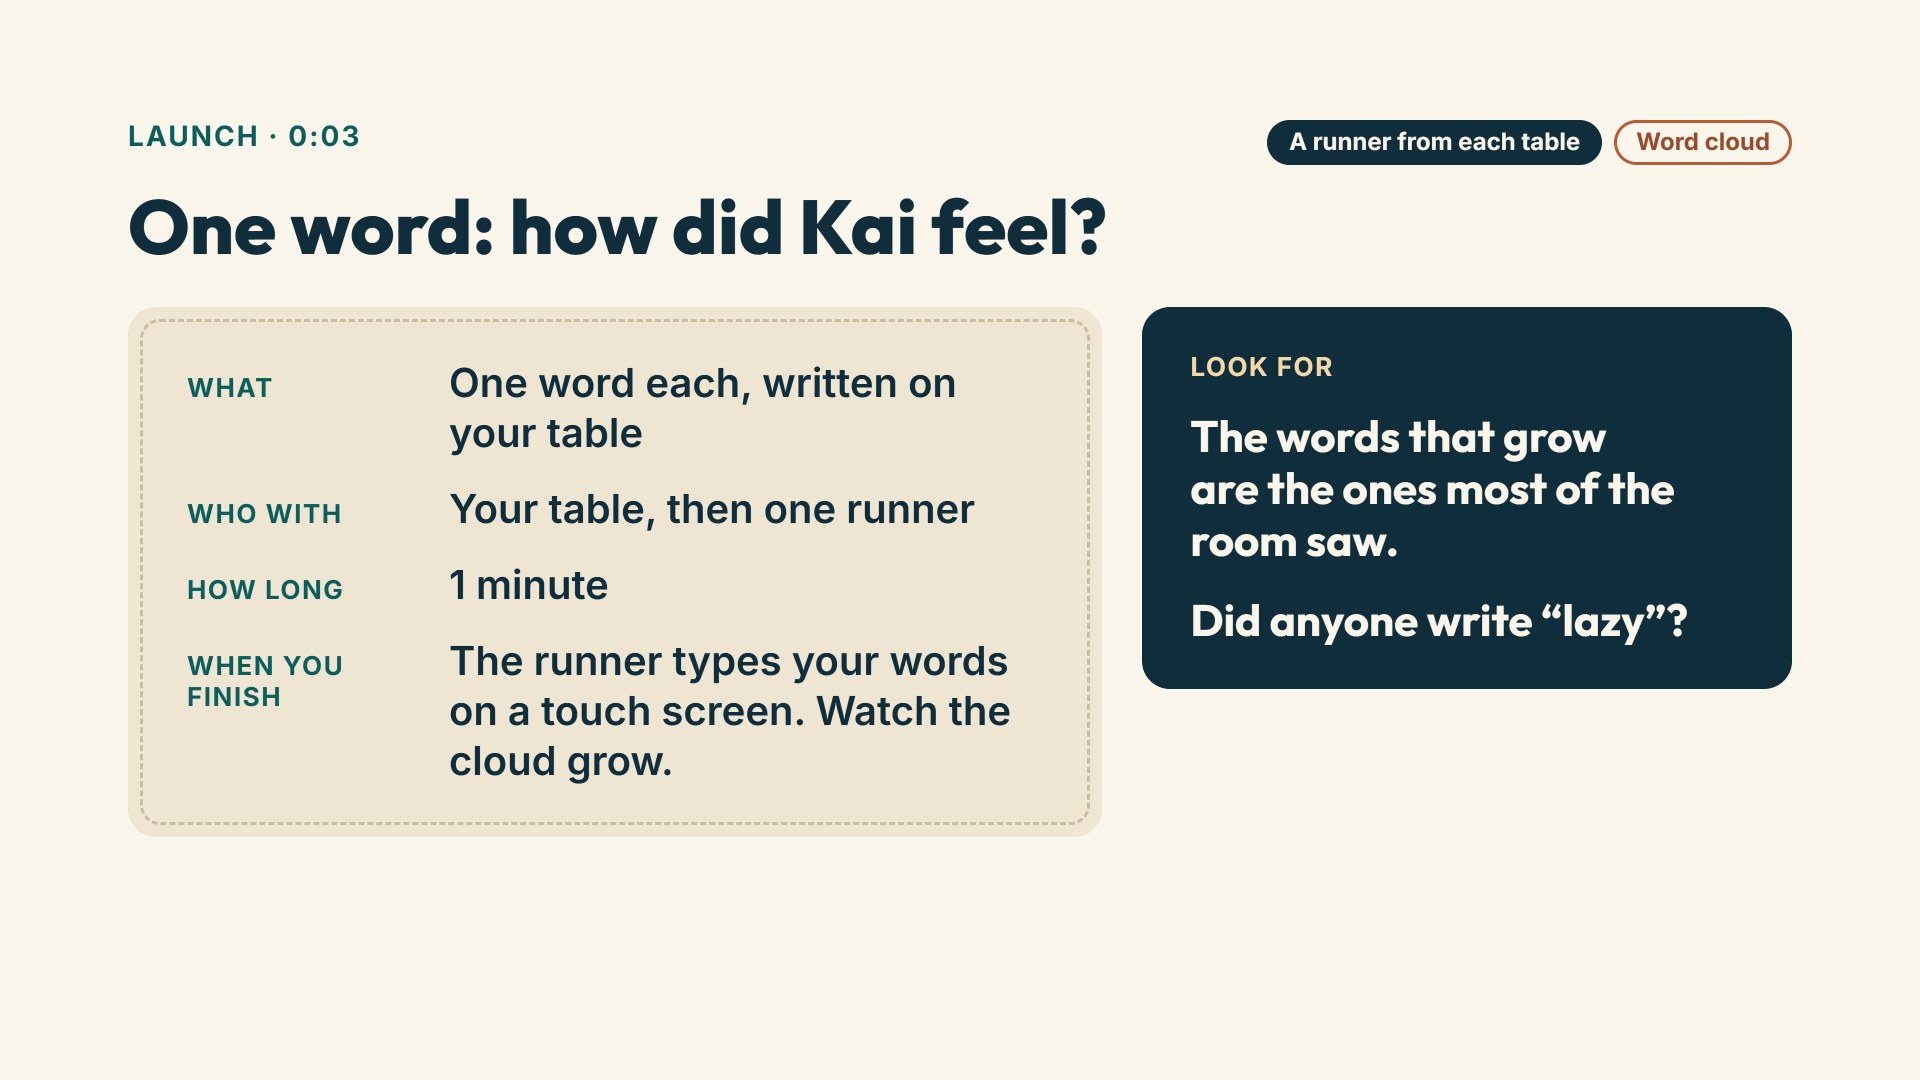 LAUNCH · 0:03
A runner from each table
Word cloud
One word: how did Kai feel?
WHAT
One word each, written on
your table
WHO WITH
Your table, then one runner
HOW LONG
1 minute
WHEN YOU
FINISH
The runner types your words
on a touch screen. Watch the
cloud grow.
LOOK FOR
The words that grow
are the ones most of the
room saw.
Did anyone write “lazy”?